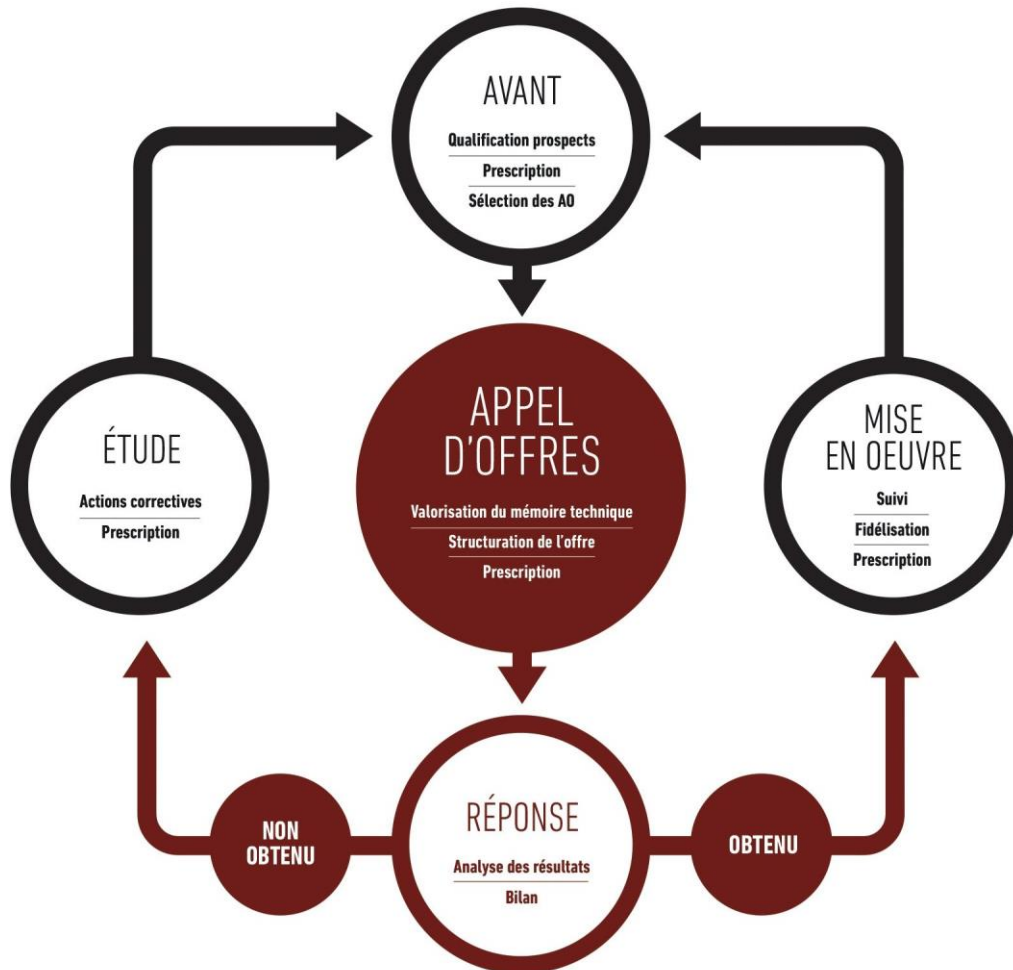 AVANT
Qualification prospects
Prescription
Sélection des AO
APPEL
D'OFFRES
Valorisation du mémoire technique
Structuration de l'offre
Prescription
ÉTUDE
Actions correctives
Prescription
MISE
EN OEUVRE
Suivi
Fidélisation
Prescription
NON
OBTENU
RÉPONSE
Analyse des résultats
Bilan
OBTENU